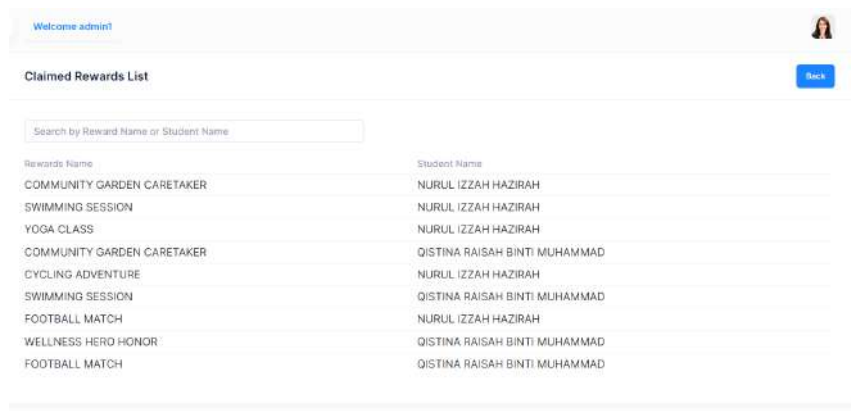 Welcome admin1
Claimed Rewards List
Back
Search by Reward Name or Student Name
Rewards Name Student Name
COMMUNITY GARDEN CARETAKER NURUL IZZAH HAZIRAH
SWIMMING SESSION NURUL IZZAH HAZIRAH
YOGA CLASS NURUL IZZAH HAZIRAH
COMMUNITY GARDEN CARETAKER QISTINA RAISAH BINTI MUHAMMAD
CYCLING ADVENTURE NURUL IZZAH HAZIRAH
SWIMMING SESSION QISTINA RAISAH BINTI MUHAMMAD
FOOTBALL MATCH NURUL IZZAH HAZIRAH
WELLNESS HERO HONOR QISTINA RAISAH BINTI MUHAMMAD
FOOTBALL MATCH QISTINA RAISAH BINTI MUHAMMAD